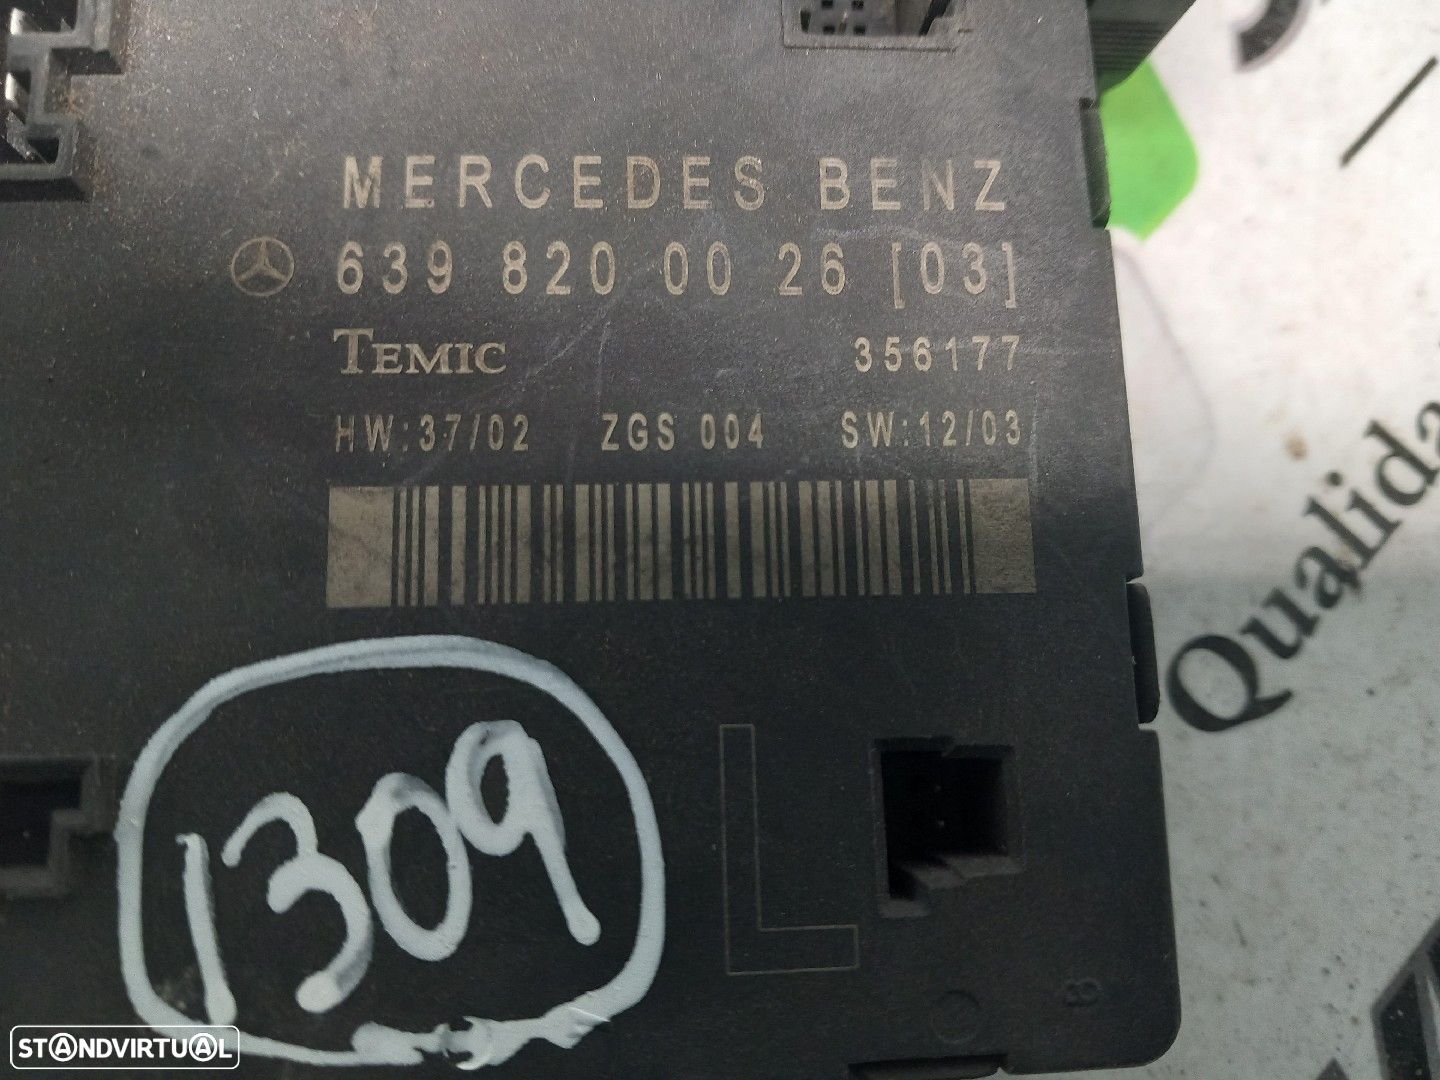 MERCEDES BENZ
639 820 00 26 [03]
TEMIC 356177
HW:37/02 ZGS 004 SW:12/03
1309
L
Qualida
STANDVIRTUAL